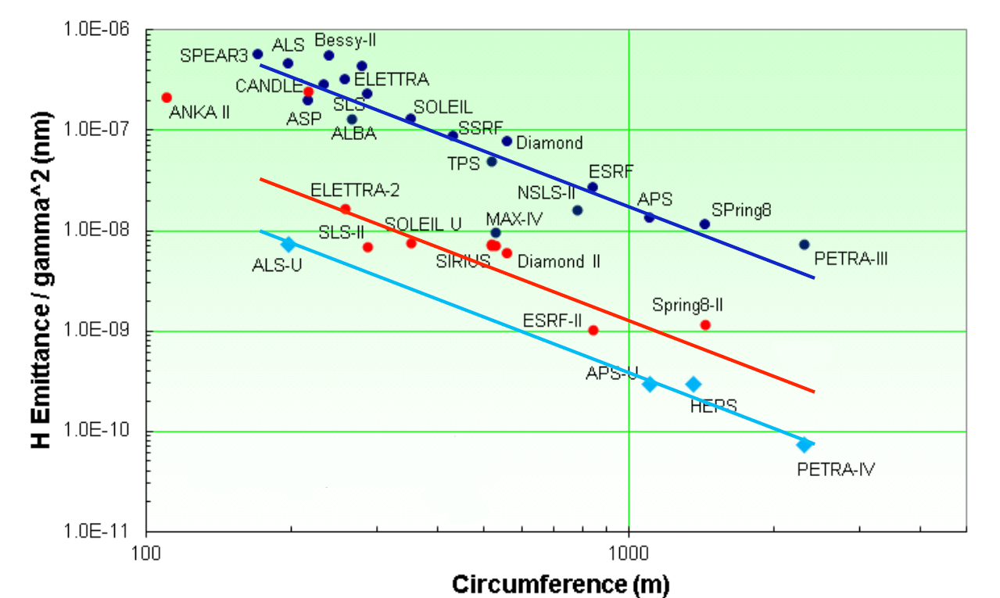 1.0E-06
1.0E-07
1.0E-08
1.0E-09
1.0E-10
1.0E-11
H Emittance / gamma^2 (nm)
SPEAR3
ALS
Bessy-II
CANDLE
ELETTRA
ANKA II
ASP
SLS
ALBA
SOLEIL
SSRF
Diamond
TPS
ESRF
NSLS-II
APS
SPring8
PETRA-III
ELETTRA-2
SLS-II
SOLEIL U
MAX-IV
SIRIUS
Diamond II
ALS-U
ESRF-II
Spring8-II
APS-U
HEPS
PETRA-IV
100
1000
Circumference (m)